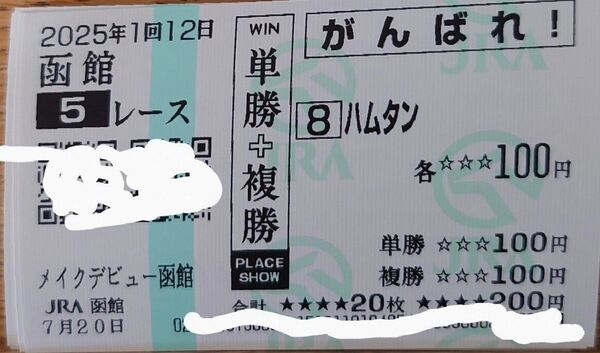 2025年1回12日
函館
5レース
メイクデビュー函館
JRA 函館
7月20日
WIN
単勝+複勝
PLACE
SHOW
がんばれ!
8 ハムタン
各☆☆☆100円
単勝 ☆☆☆100円
複勝 ☆☆☆100円
合計 ★★★★20枚 ★★★★200円
JRA
JRA
JRA